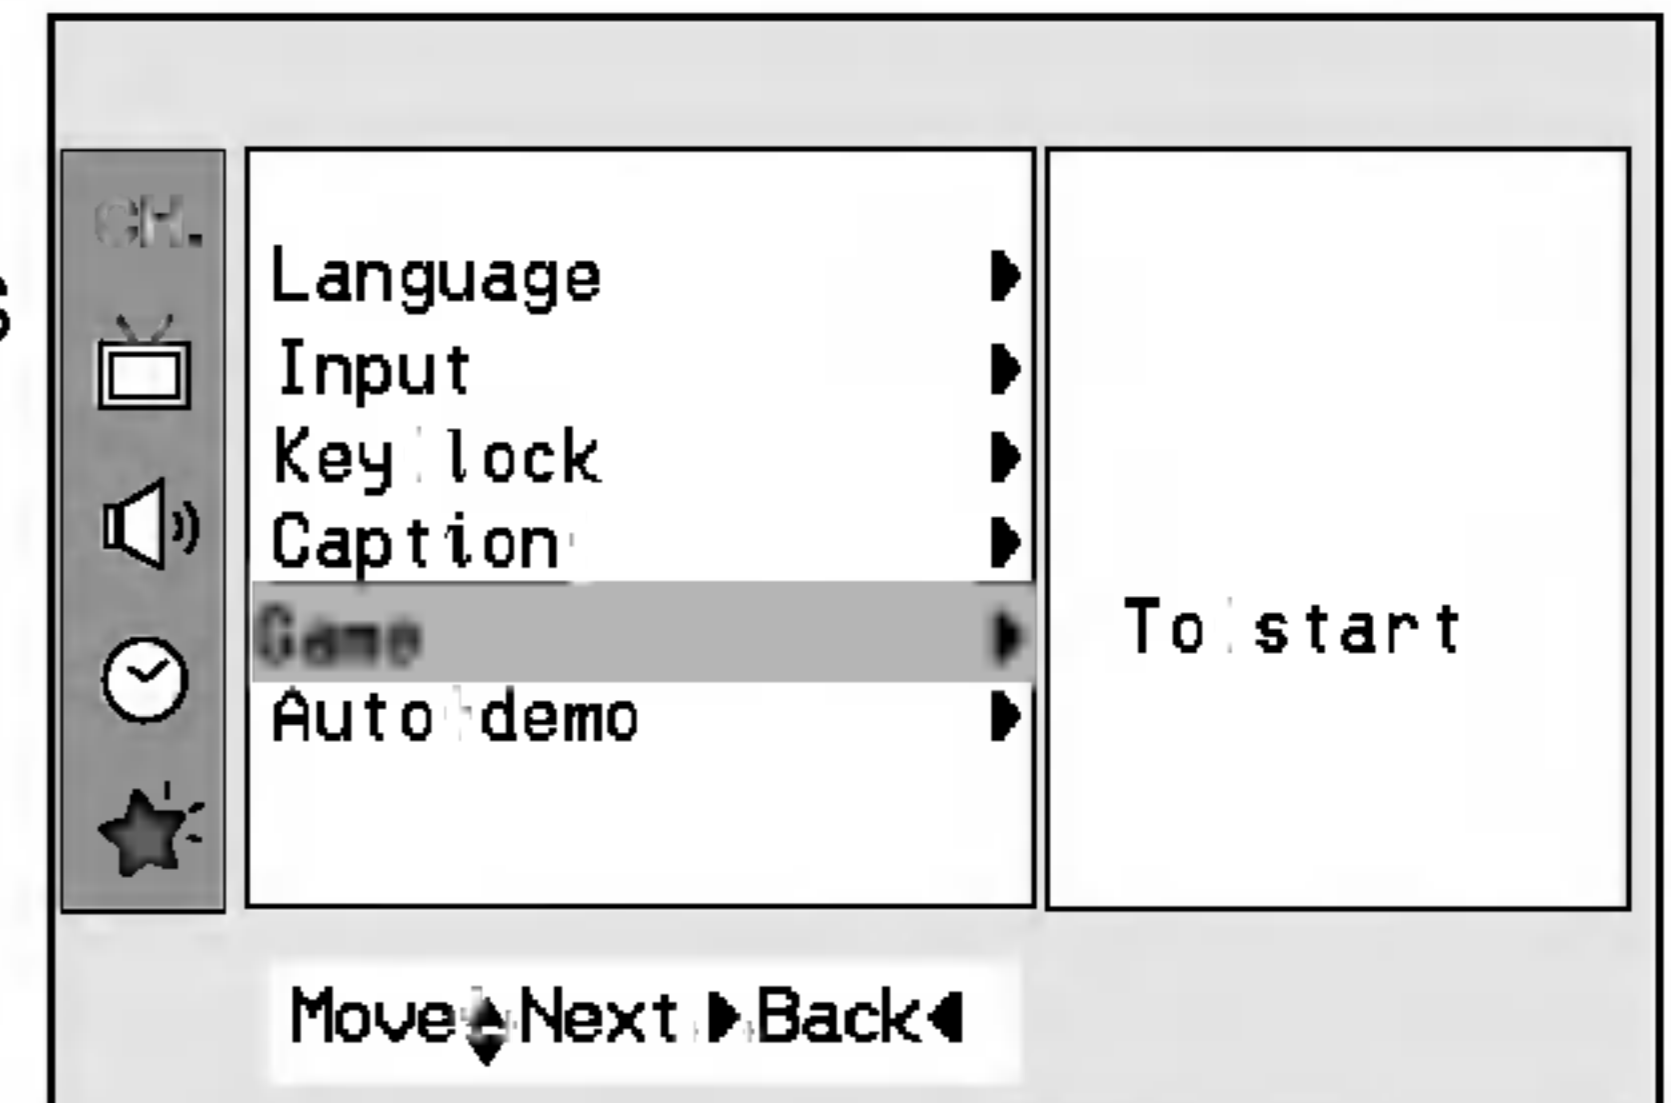 CH.
Language
Input
Key lock
Caption
Game
Auto demo
To start
Move Next Back